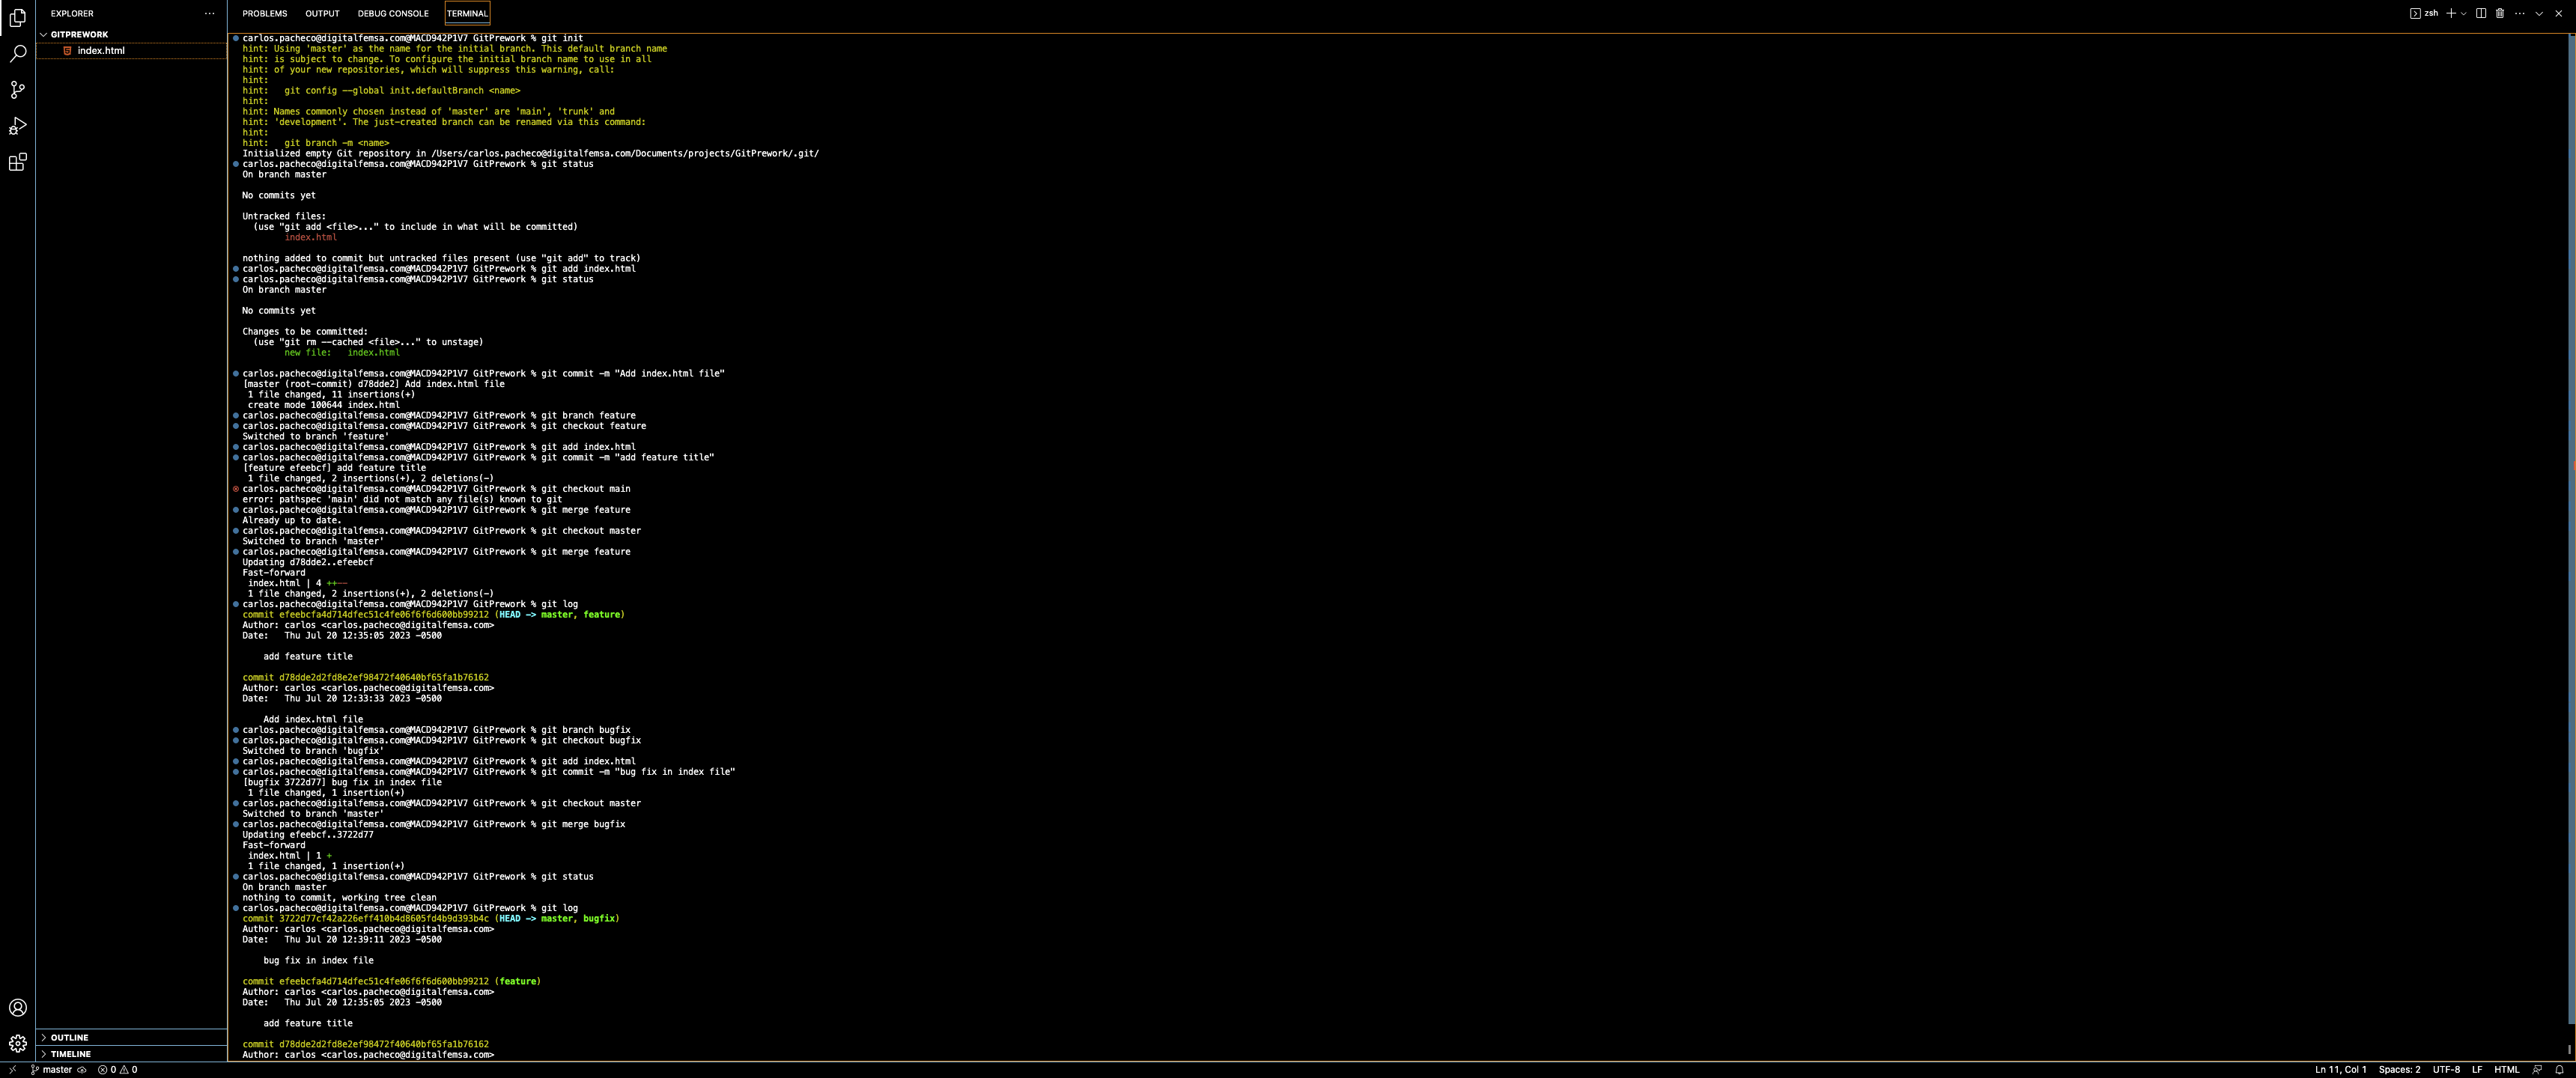 EXPLORER
GITPREWORK
index.html
OUTLINE
TIMELINE
PROBLEMS OUTPUT DEBUG CONSOLE TERMINAL
zsh
carlos.pacheco@digitalfemsa.com@MACD942P1V7 GitPrework % git init
hint: Using 'master' as the name for the initial branch. This default branch name
hint: is subject to change. To configure the initial branch name to use in all
hint: of your new repositories, which will suppress this warning, call:
hint:
hint:   git config --global init.defaultBranch <name>
hint:
hint: Names commonly chosen instead of 'master' are 'main', 'trunk' and
hint: 'development'. The just-created branch can be renamed via this command:
hint:
hint:   git branch -m <name>
Initialized empty Git repository in /Users/carlos.pacheco@digitalfemsa.com/Documents/projects/GitPrework/.git/
carlos.pacheco@digitalfemsa.com@MACD942P1V7 GitPrework % git status
On branch master
No commits yet
Untracked files:
  (use "git add <file>..." to include in what will be committed)
        index.html
nothing added to commit but untracked files present (use "git add" to track)
carlos.pacheco@digitalfemsa.com@MACD942P1V7 GitPrework % git add index.html
carlos.pacheco@digitalfemsa.com@MACD942P1V7 GitPrework % git status
On branch master
No commits yet
Changes to be committed:
  (use "git rm --cached <file>..." to unstage)
        new file:   index.html
carlos.pacheco@digitalfemsa.com@MACD942P1V7 GitPrework % git commit -m "Add index.html file"
[master (root-commit) d78dde2] Add index.html file
 1 file changed, 11 insertions(+)
 create mode 100644 index.html
carlos.pacheco@digitalfemsa.com@MACD942P1V7 GitPrework % git branch feature
carlos.pacheco@digitalfemsa.com@MACD942P1V7 GitPrework % git checkout feature
Switched to branch 'feature'
carlos.pacheco@digitalfemsa.com@MACD942P1V7 GitPrework % git add index.html
carlos.pacheco@digitalfemsa.com@MACD942P1V7 GitPrework % git commit -m "add feature title"
[feature efeebcf] add feature title
 1 file changed, 2 insertions(+), 2 deletions(-)
carlos.pacheco@digitalfemsa.com@MACD942P1V7 GitPrework % git checkout main
error: pathspec 'main' did not match any file(s) known to git
carlos.pacheco@digitalfemsa.com@MACD942P1V7 GitPrework % git merge feature
Already up to date.
carlos.pacheco@digitalfemsa.com@MACD942P1V7 GitPrework % git checkout master
Switched to branch 'master'
carlos.pacheco@digitalfemsa.com@MACD942P1V7 GitPrework % git merge feature
Updating d78dde2..efeebcf
Fast-forward
 index.html | 4 ++--
 1 file changed, 2 insertions(+), 2 deletions(-)
carlos.pacheco@digitalfemsa.com@MACD942P1V7 GitPrework % git log
commit efeebcfa4d714dfec51c4fe06f6f6d600bb99212 (HEAD -> master, feature)
Author: carlos <carlos.pacheco@digitalfemsa.com>
Date:   Thu Jul 20 12:35:05 2023 -0500
    add feature title
commit d78dde2d2fd8e2ef98472f40640bf65fa1b76162
Author: carlos <carlos.pacheco@digitalfemsa.com>
Date:   Thu Jul 20 12:33:33 2023 -0500
    Add index.html file
carlos.pacheco@digitalfemsa.com@MACD942P1V7 GitPrework % git branch bugfix
carlos.pacheco@digitalfemsa.com@MACD942P1V7 GitPrework % git checkout bugfix
Switched to branch 'bugfix'
carlos.pacheco@digitalfemsa.com@MACD942P1V7 GitPrework % git add index.html
carlos.pacheco@digitalfemsa.com@MACD942P1V7 GitPrework % git commit -m "bug fix in index file"
[bugfix 3722d77] bug fix in index file
 1 file changed, 1 insertion(+)
carlos.pacheco@digitalfemsa.com@MACD942P1V7 GitPrework % git checkout master
Switched to branch 'master'
carlos.pacheco@digitalfemsa.com@MACD942P1V7 GitPrework % git merge bugfix
Updating efeebcf..3722d77
Fast-forward
 index.html | 1 +
 1 file changed, 1 insertion(+)
carlos.pacheco@digitalfemsa.com@MACD942P1V7 GitPrework % git status
On branch master
nothing to commit, working tree clean
carlos.pacheco@digitalfemsa.com@MACD942P1V7 GitPrework % git log
commit 3722d77cf42a226eff410b4d8605fd4b9d393b4c (HEAD -> master, bugfix)
Author: carlos <carlos.pacheco@digitalfemsa.com>
Date:   Thu Jul 20 12:39:11 2023 -0500
    bug fix in index file
commit efeebcfa4d714dfec51c4fe06f6f6d600bb99212 (feature)
Author: carlos <carlos.pacheco@digitalfemsa.com>
Date:   Thu Jul 20 12:35:05 2023 -0500
    add feature title
commit d78dde2d2fd8e2ef98472f40640bf65fa1b76162
Author: carlos <carlos.pacheco@digitalfemsa.com>
master 0 0 Ln 11, Col 1 Spaces: 2 UTF-8 LF HTML